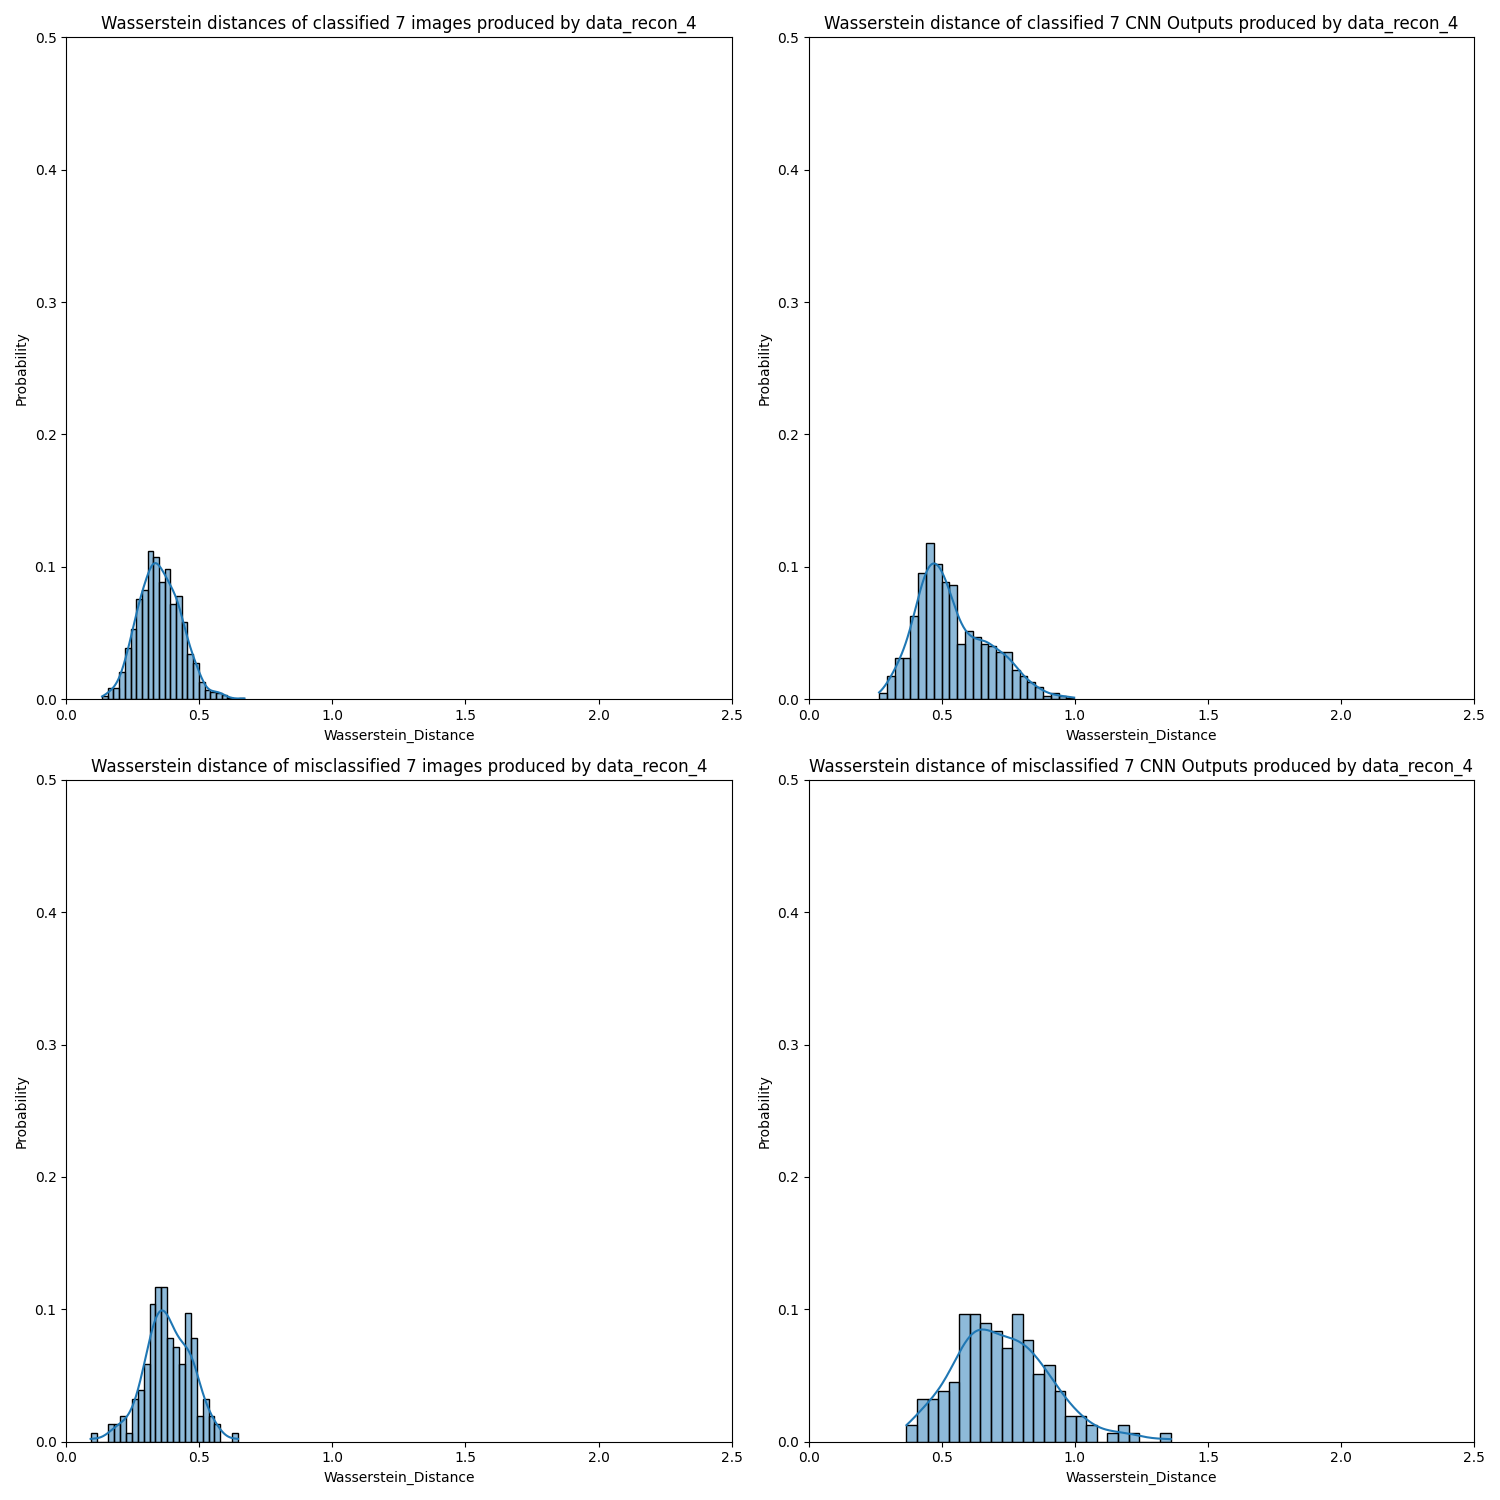 Wasserstein distances of classified 7 images produced by data_recon_4
0.5
0.4
0.3
0.2
0.1
0.0
Probability
0.0 0.5 1.0 1.5 2.0 2.5
Wasserstein_Distance
Wasserstein distance of classified 7 CNN Outputs produced by data_recon_4
0.5
0.4
0.3
0.2
0.1
0.0
Probability
0.0 0.5 1.0 1.5 2.0 2.5
Wasserstein_Distance
Wasserstein distance of misclassified 7 images produced by data_recon_4
0.5
0.4
0.3
0.2
0.1
0.0
Probability
0.0 0.5 1.0 1.5 2.0 2.5
Wasserstein_Distance
Wasserstein distance of misclassified 7 CNN Outputs produced by data_recon_4
0.5
0.4
0.3
0.2
0.1
0.0
Probability
0.0 0.5 1.0 1.5 2.0 2.5
Wasserstein_Distance